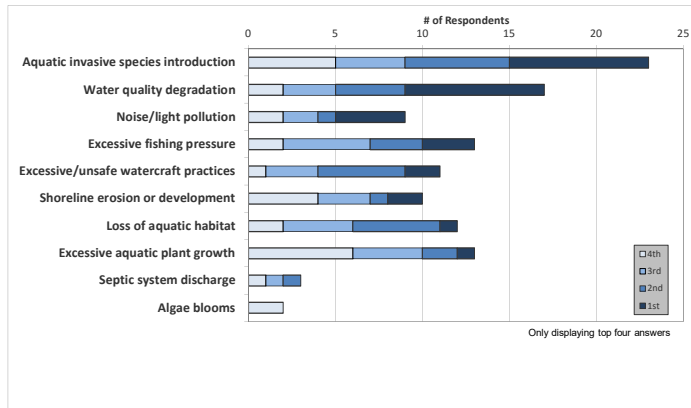 # of Respondents
0 5 10 15 20 25
Aquatic invasive species introduction
Water quality degradation
Noise/light pollution
Excessive fishing pressure
Excessive/unsafe watercraft practices
Shoreline erosion or development
Loss of aquatic habitat
Excessive aquatic plant growth
Septic system discharge
Algae blooms
4th
3rd
2nd
1st
Only displaying top four answers